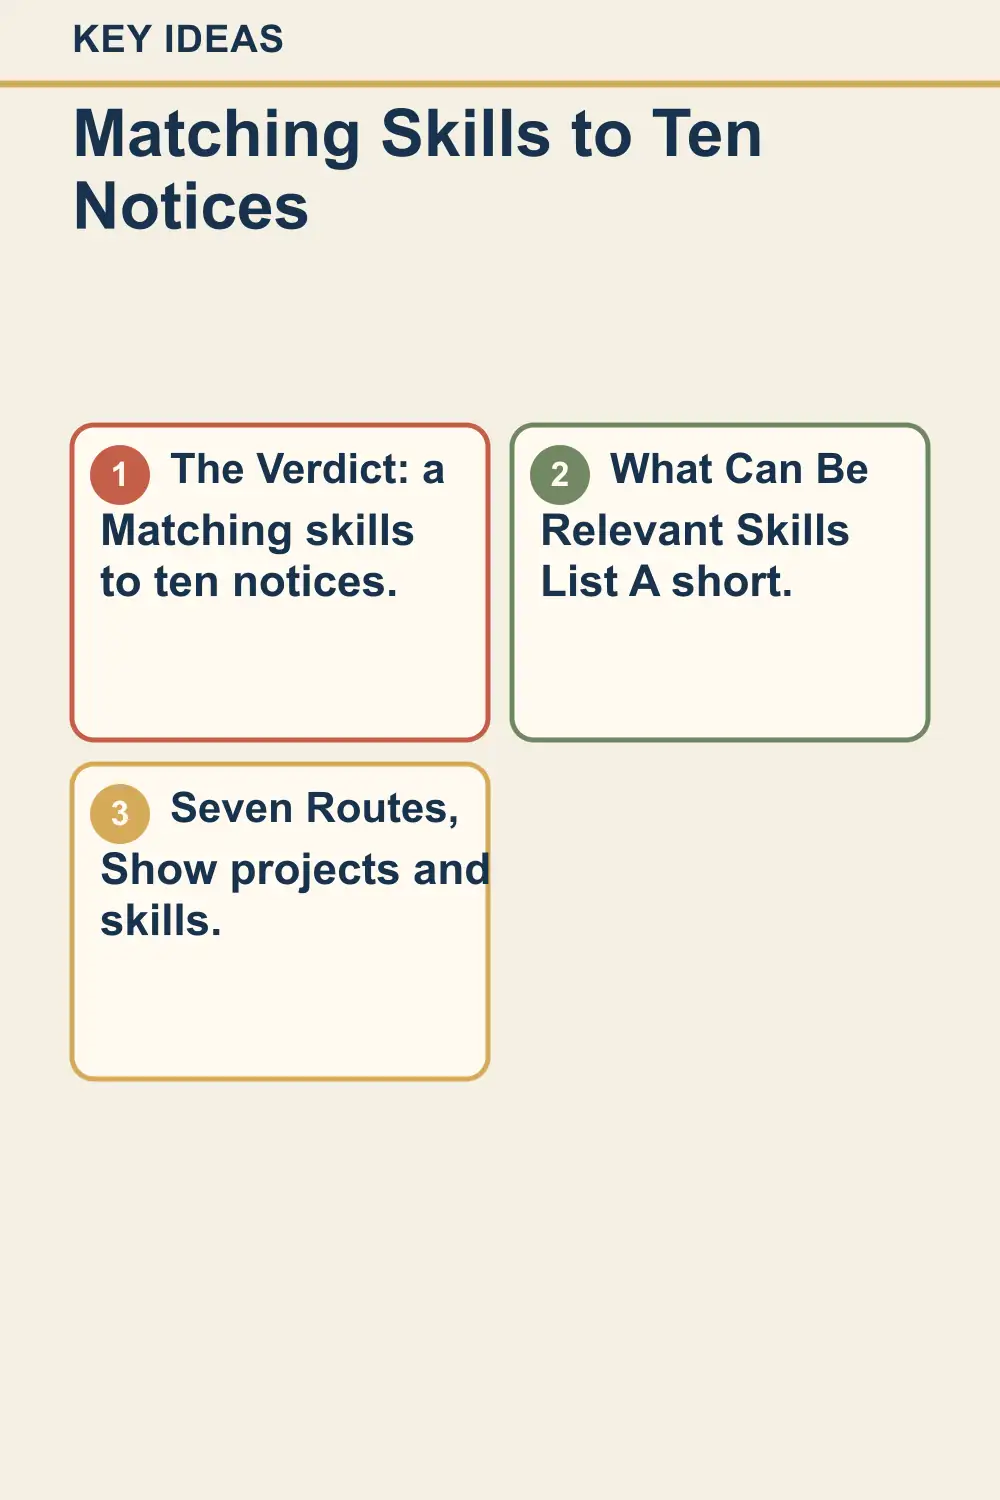 KEY IDEAS
Matching Skills to Ten
Notices
1 The Verdict: a
Matching skills
to ten notices.
2 What Can Be
Relevant Skills
List A short.
3 Seven Routes,
Show projects and
skills.